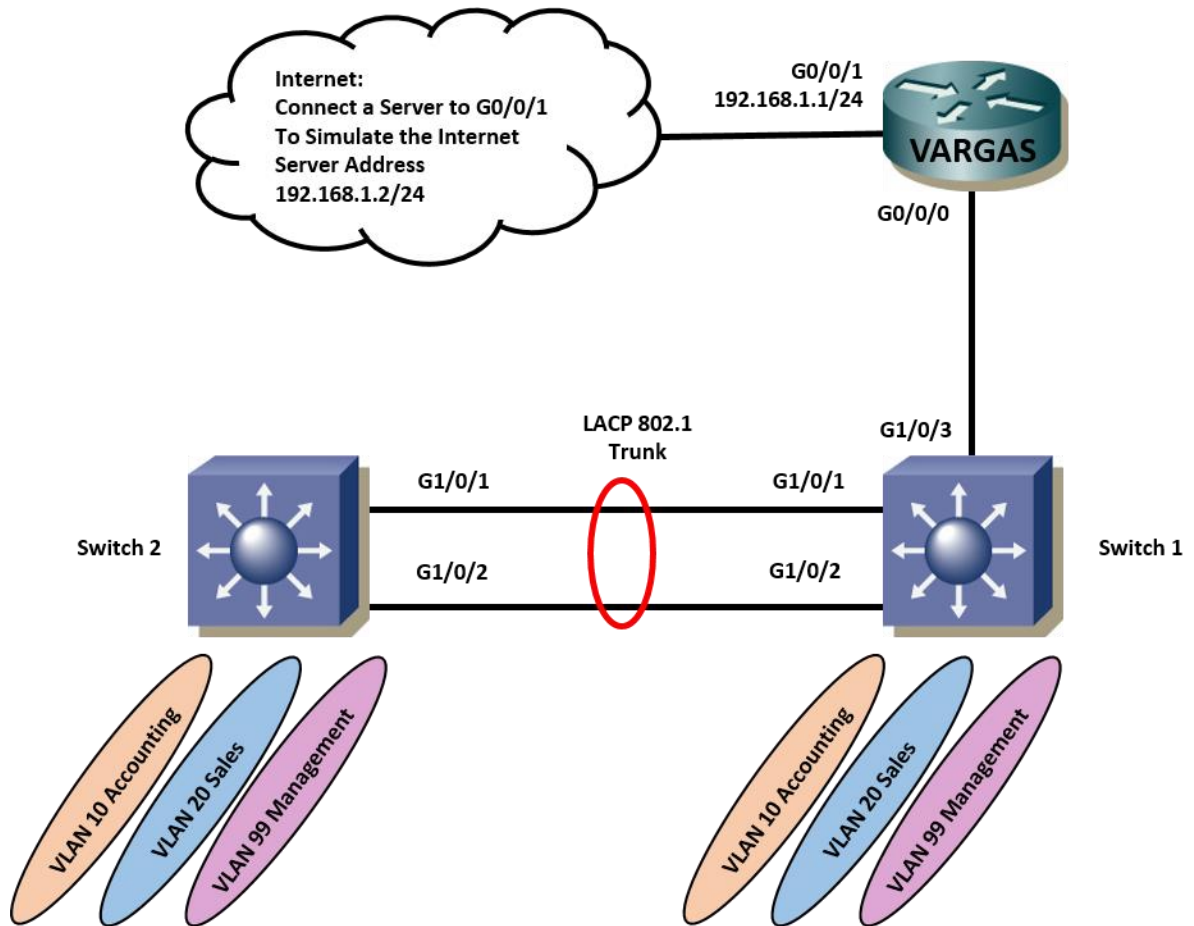 Internet:
Connect a Server to G0/0/1
To Simulate the Internet
Server Address
192.168.1.2/24
G0/0/1
192.168.1.1/24
VARGAS
G0/0/0
LACP 802.1
Trunk
G1/0/3
G1/0/1
G1/0/1
Switch 2
Switch 1
G1/0/2
G1/0/2
VLAN 10 Accounting
VLAN 20 Sales
VLAN 99 Management
VLAN 10 Accounting
VLAN 20 Sales
VLAN 99 Management